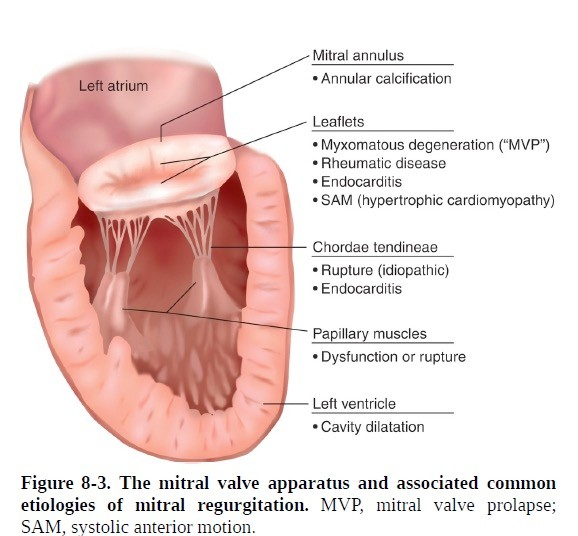 Left atrium
Mitral annulus
• Annular calcification
Leaflets
• Myxomatous degeneration (“MVP”)
• Rheumatic disease
• Endocarditis
• SAM (hypertrophic cardiomyopathy)
Chordae tendineae
• Rupture (idiopathic)
• Endocarditis
Papillary muscles
• Dysfunction or rupture
Left ventricle
• Cavity dilatation
Figure 8-3. The mitral valve apparatus and associated common
etiologies of mitral regurgitation. MVP, mitral valve prolapse;
SAM, systolic anterior motion.